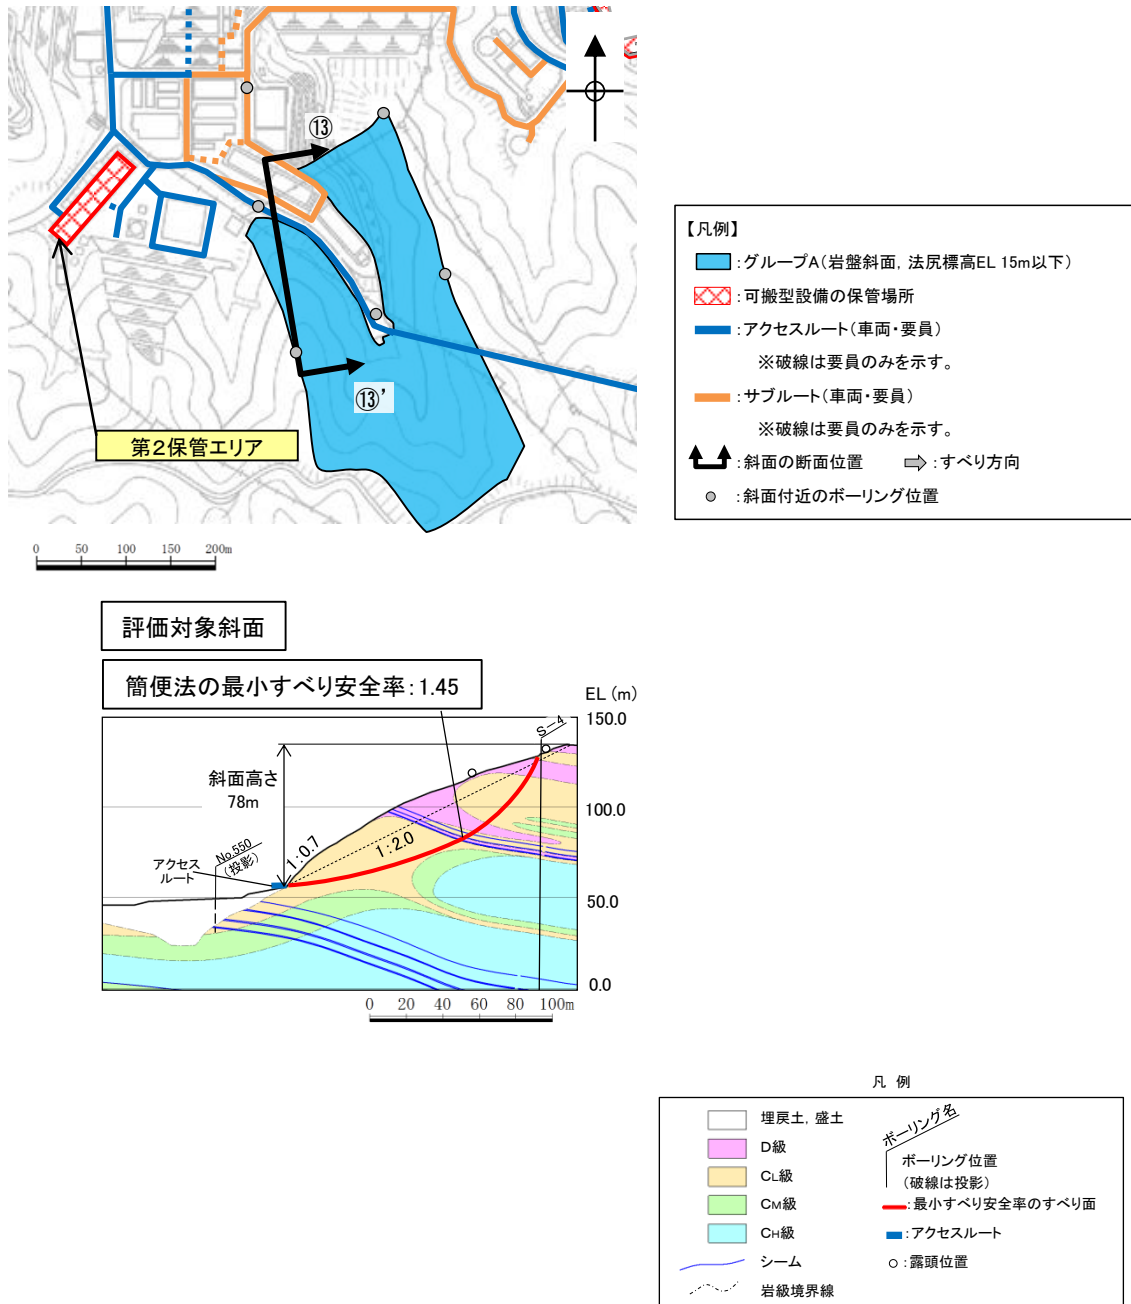 ⑬
⑬’
第2保管エリア
0 50 100 150 200m
【凡例】
:グループA(岩盤斜面, 法尻標高EL 15m以下)
:可搬型設備の保管場所
:アクセスルート(車両・要員)
※破線は要員のみを示す。
:サブルート(車両・要員)
※破線は要員のみを示す。
:斜面の断面位置 :すべり方向
:斜面付近のボーリング位置
評価対象斜面
簡便法の最小すべり安全率:1.45
EL (m)
150.0
100.0
50.0
0.0
S-4
斜面高さ
78m
1:0.7
1:2.0
No.550
(投影)
アクセス
ルート
0 20 40 60 80 100m
凡 例
埋戻土, 盛土
D級
CL級
CM級
CH級
シーム
岩級境界線
ボーリング名
ボーリング位置
(破線は投影)
:最小すべり安全率のすべり面
:アクセスルート
:露頭位置